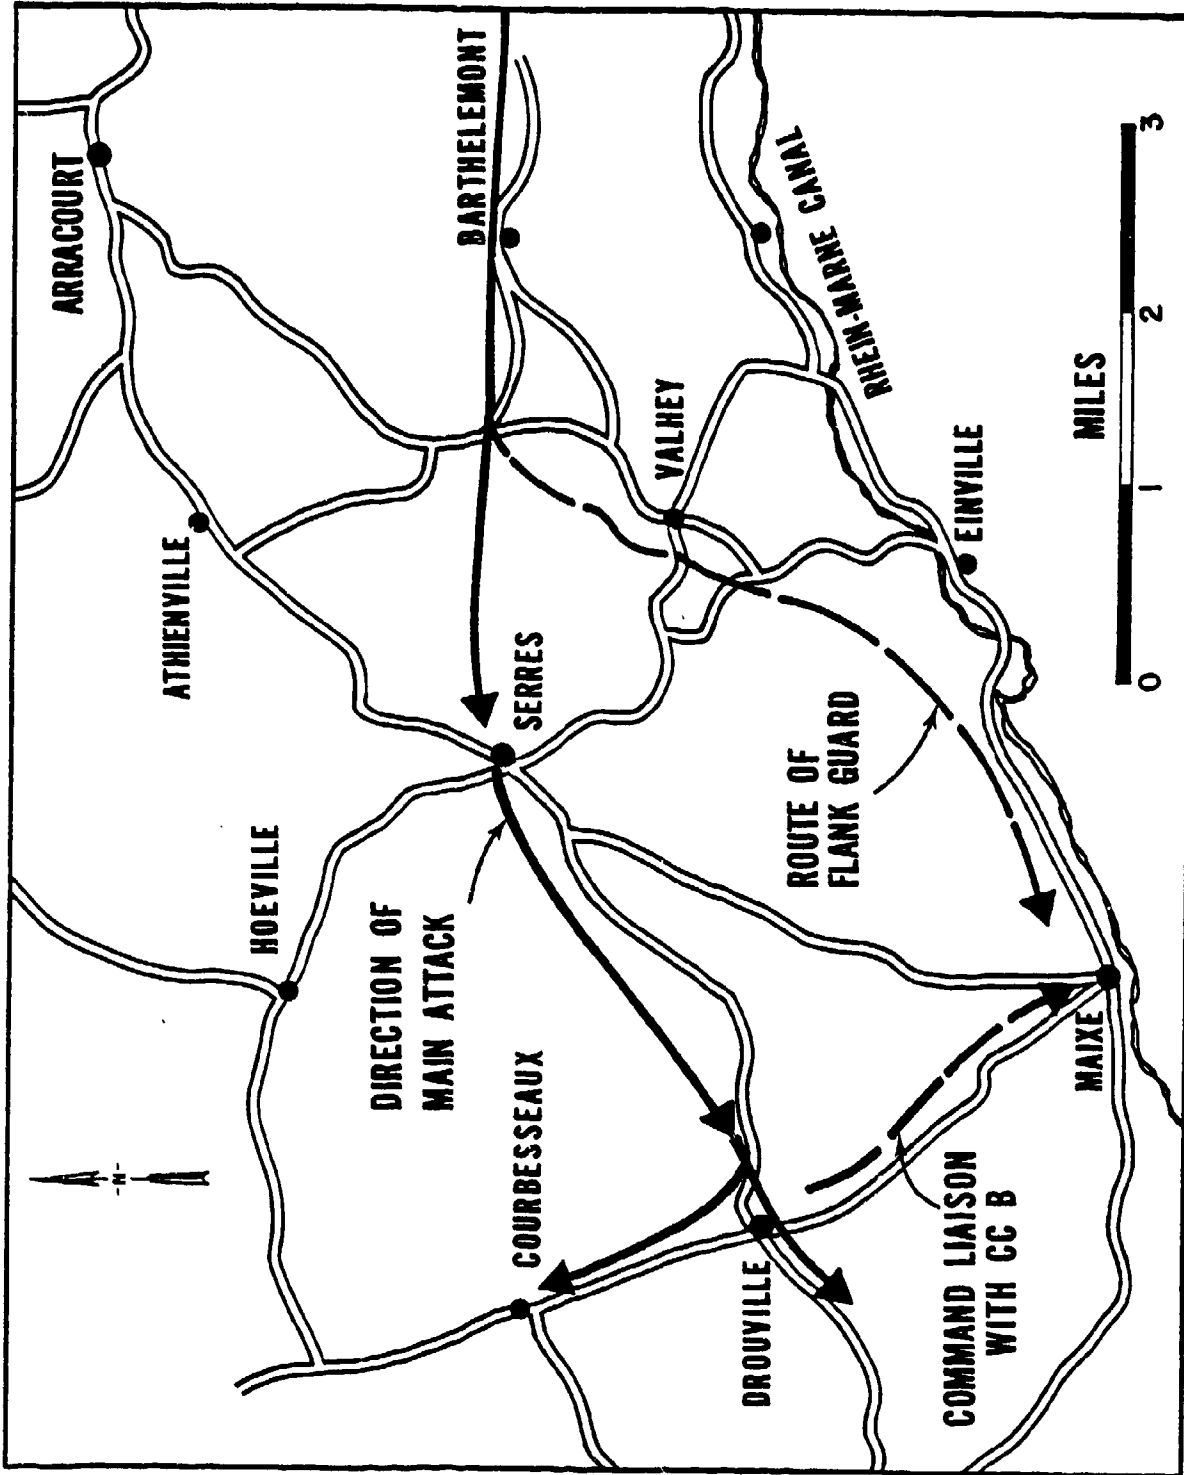 ARRACOURT
-N-
ATHIENVILLE
HOEVILLE
DIRECTION OF
MAIN ATTACK
BARTHELEMONT
COURBESSEAUX
SERRES
VALHEY
DROUVILLE
ROUTE OF
FLANK GUARD
RHEIN-MARNE CANAL
COMMAND LIAISON
WITH CC B
EINVILLE
MAIXE
MILES
0 1 2 3